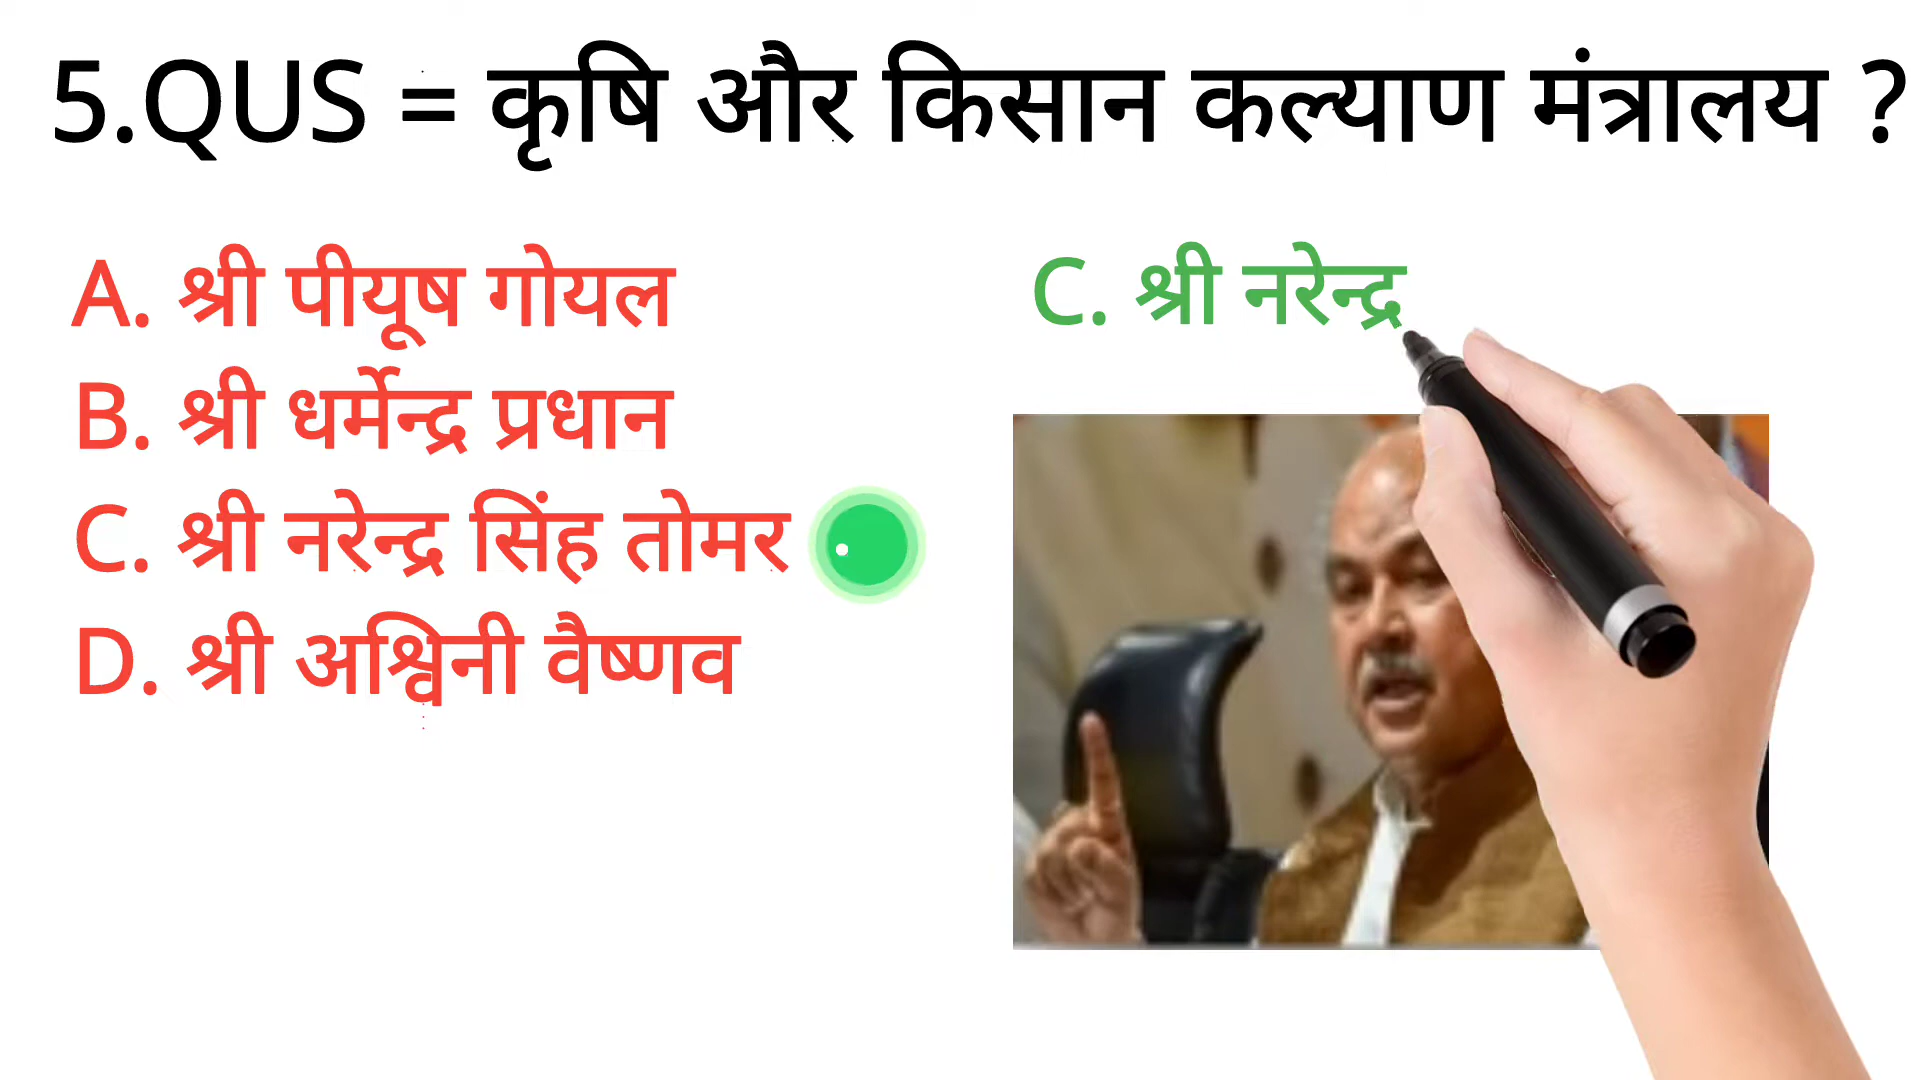 5.QUS = कृषि और किसान कल्याण मंत्रालय ?
A. श्री पीयूष गोयल
B. श्री धर्मेन्द्र प्रधान
C. श्री नरेन्द्र सिंह तोमर
D. श्री अश्विनी वैष्णव
C. श्री नरेन्द्र